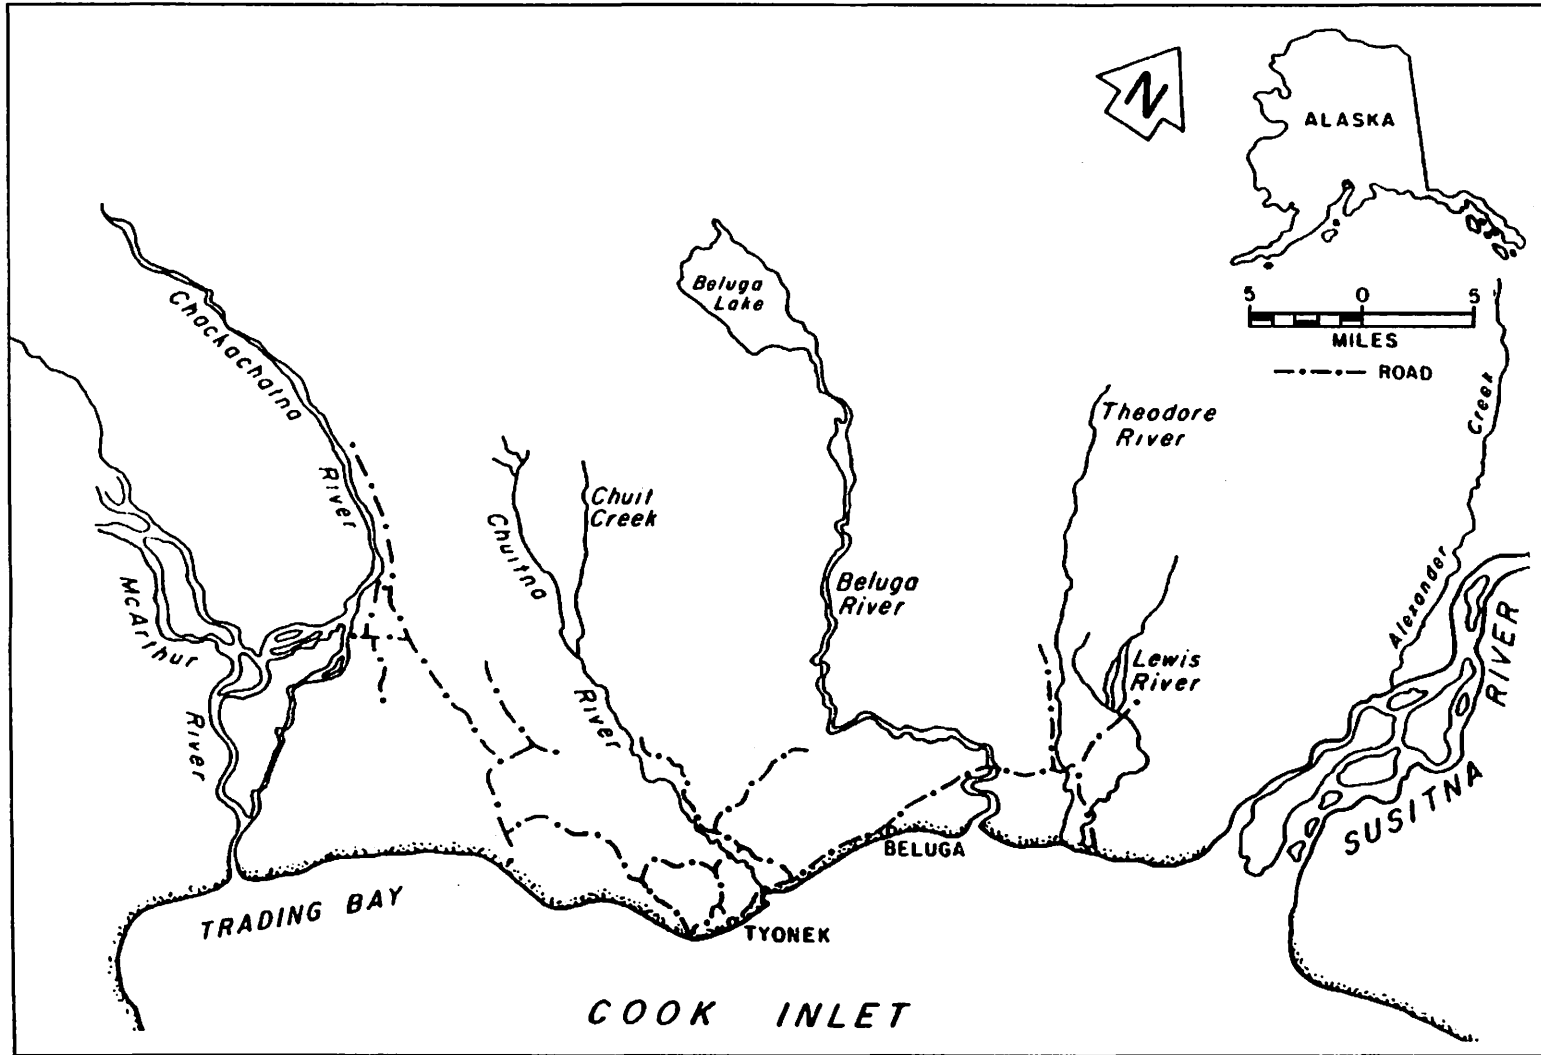 N
ALASKA
5 0 5
MILES
ROAD
Chackachatna
River
McArthur
River
Chuitna
River
Chuit
Creek
Beluga
Lake
Beluga
River
Theodore
River
Lewis
River
Alexander
Creek
SUSITNA
RIVER
TRADING BAY
TYONEK
BELUGA
COOK INLET